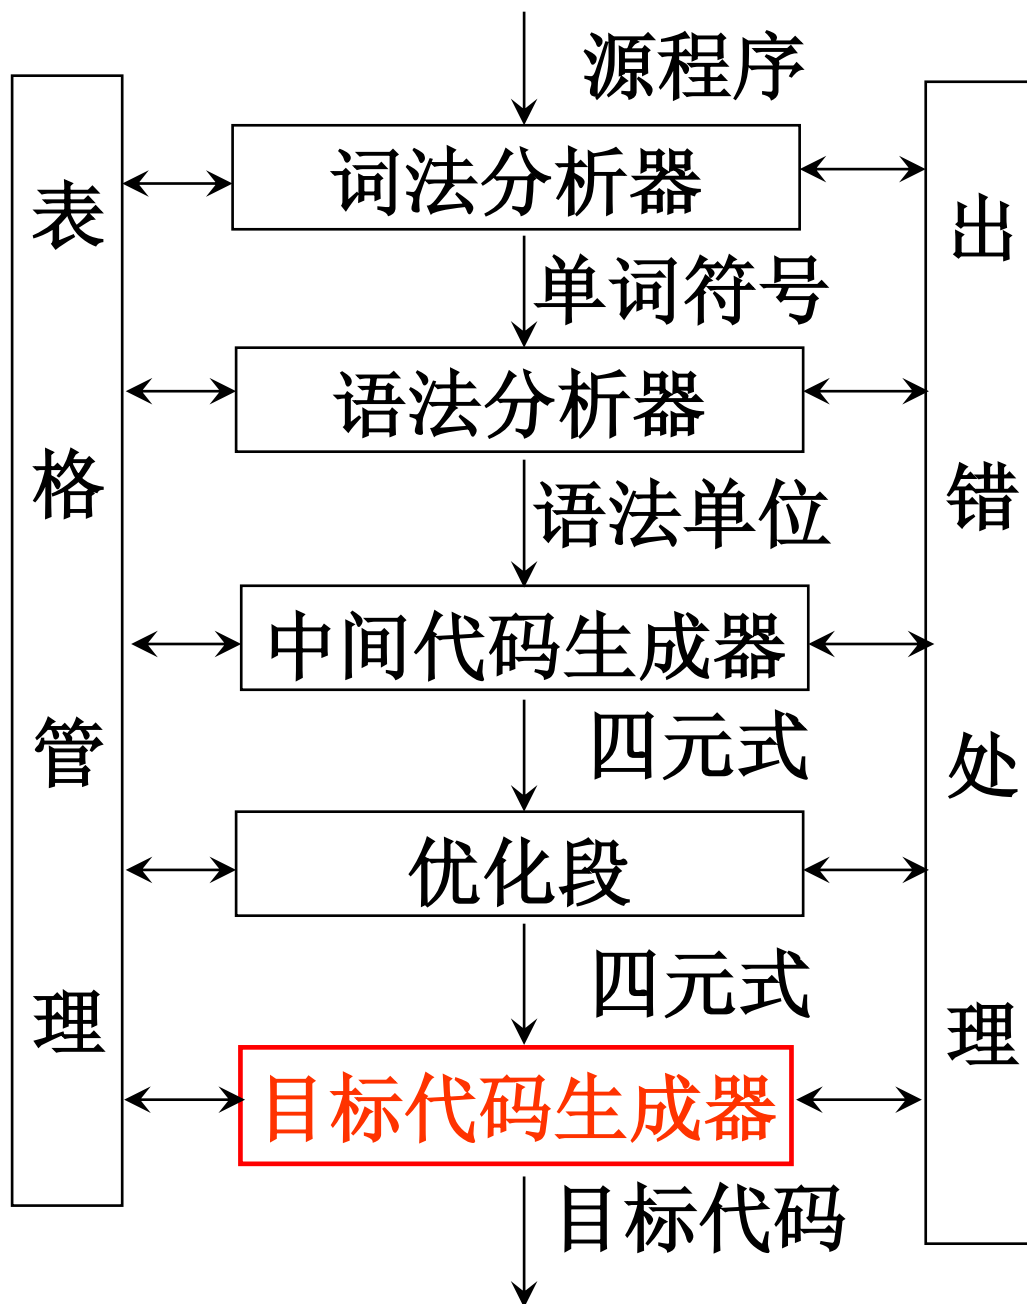 源程序
词法分析器
单词符号
语法分析器
语法单位
中间代码生成器
四元式
优化段
四元式
目标代码生成器
目标代码
表格管理
出错处理